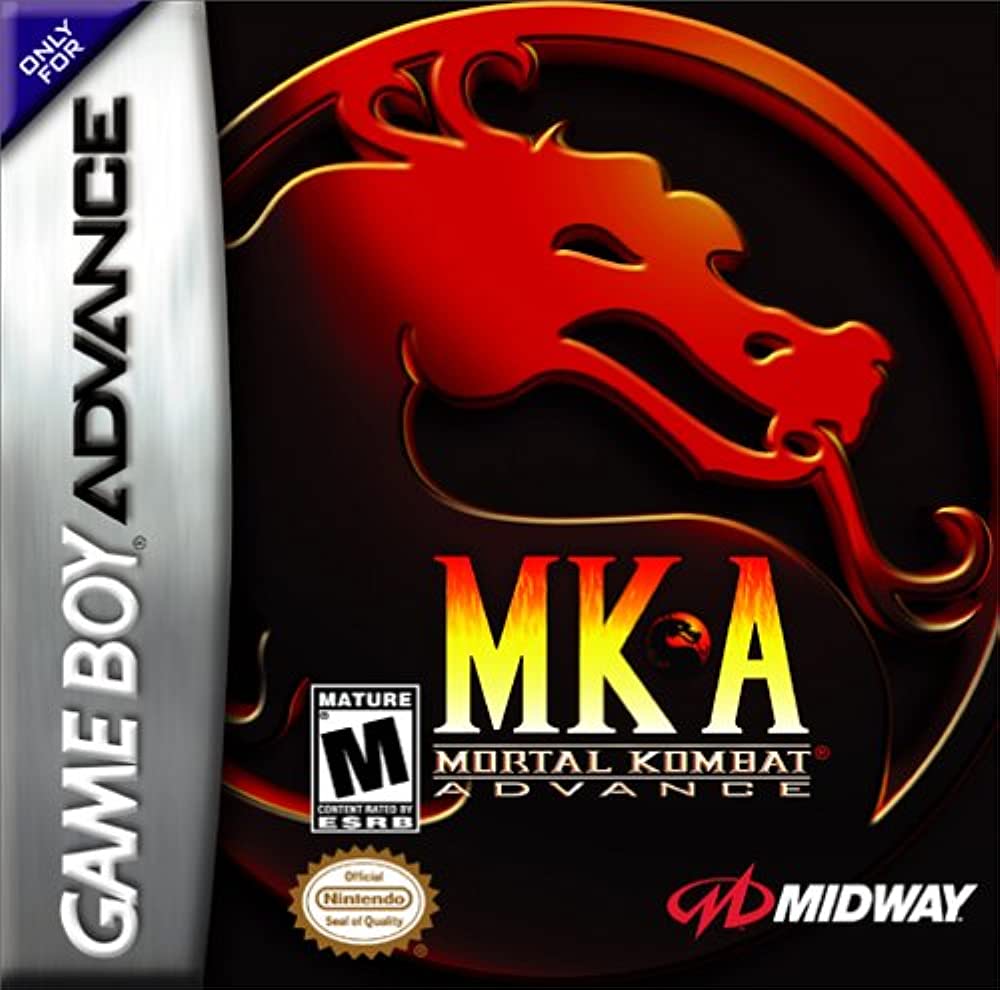 ONLY
FOR
GAME BOY ADVANCE
®
MK A
MORTAL KOMBAT®
ADVANCE
MATURE
®
M
CONTENT RATED BY
ESRB
Official
Nintendo
Seal of Quality
®
MIDWAY